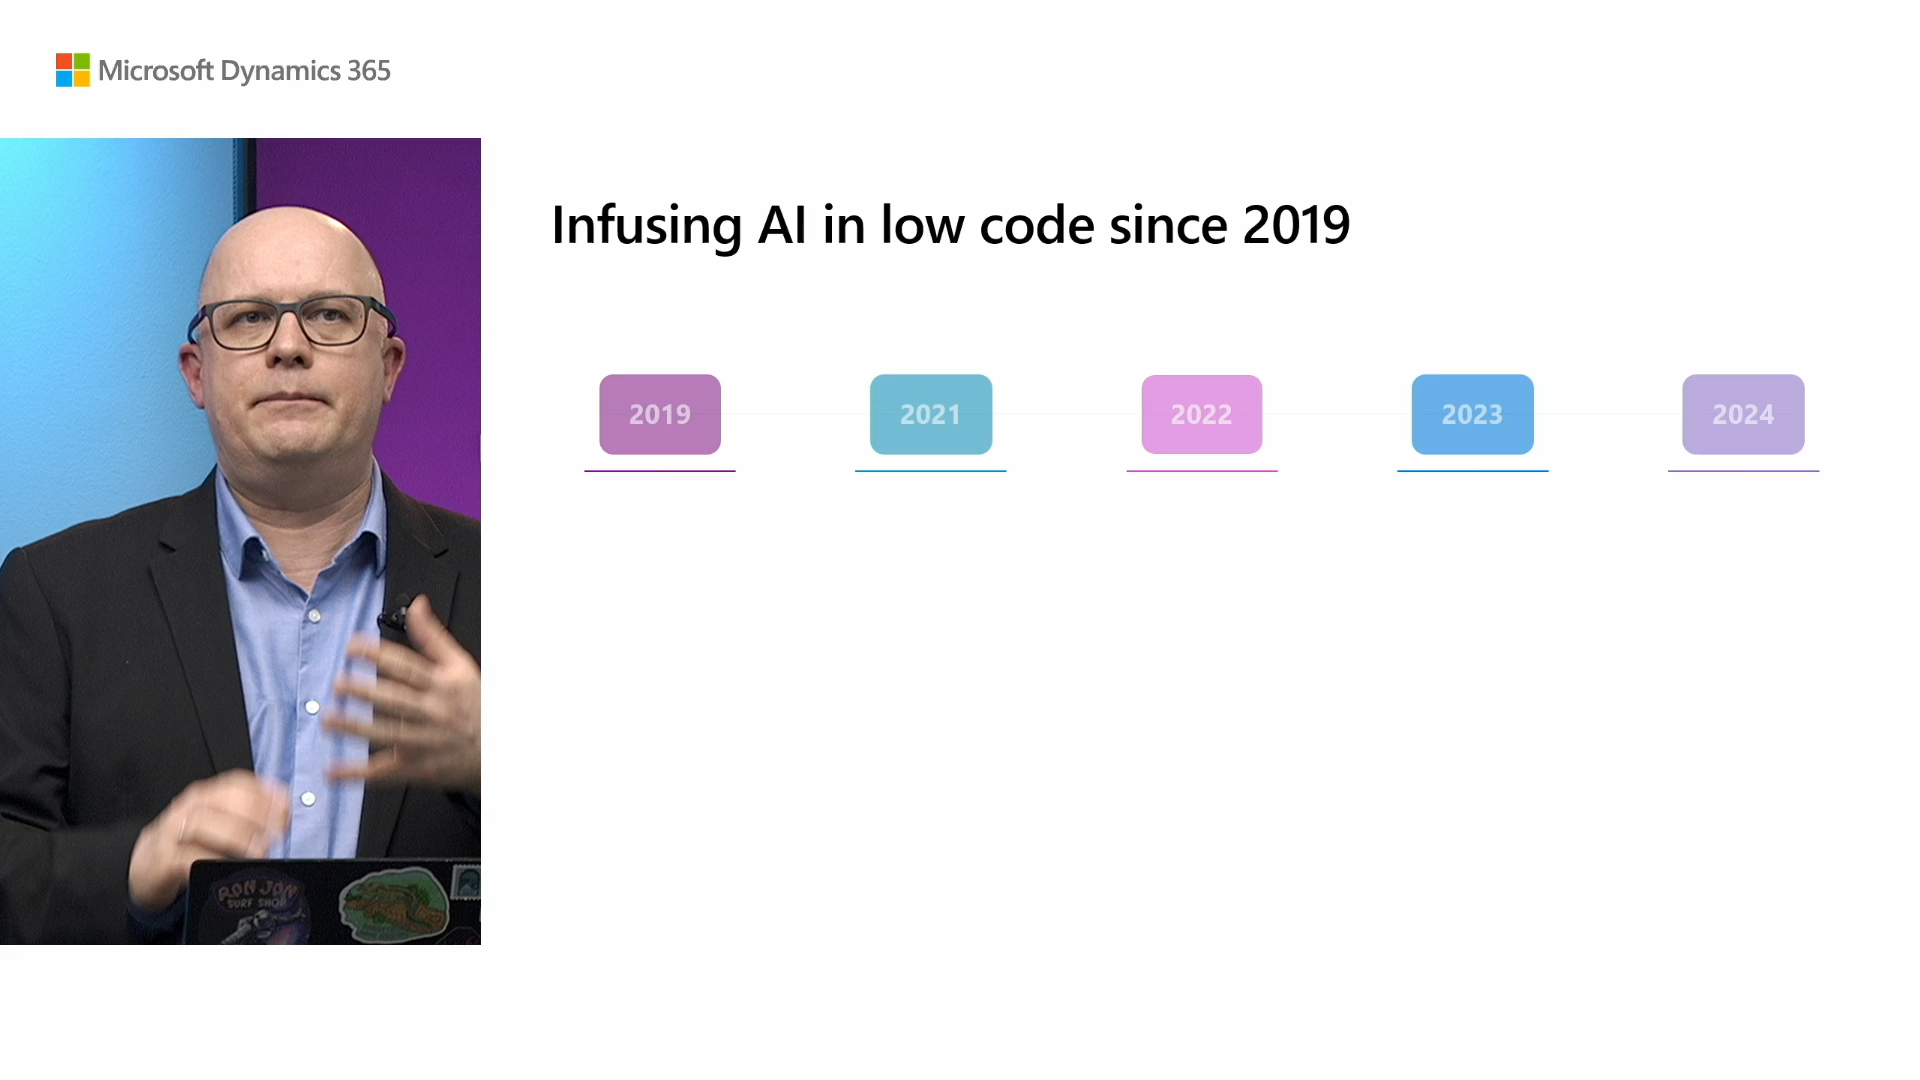 Microsoft Dynamics 365
Infusing AI in low code since 2019
2019
2021
2022
2023
2024
RON JON
SURF SHOP